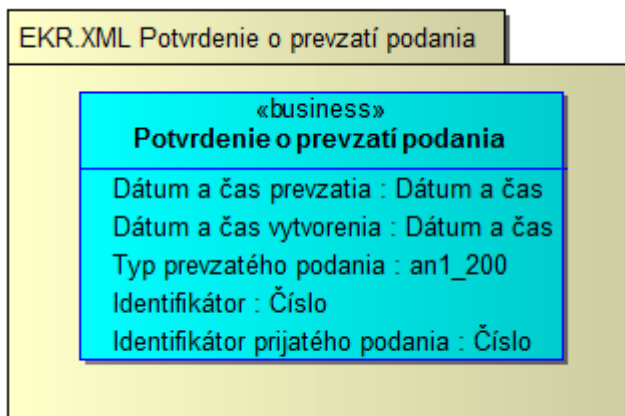 EKR.XML Potvrdenie o prevzatí podania
«business»
Potvrdenie o prevzatí podania
Dátum a čas prevzatia : Dátum a čas
Dátum a čas vytvorenia : Dátum a čas
Typ prevzatého podania : an1_200
Identifikátor : Číslo
Identifikátor prijatého podania : Číslo